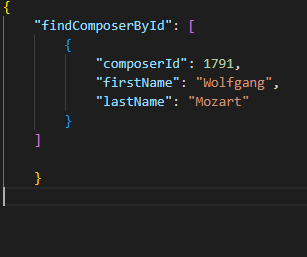 {
    "findComposerById": [
        {
            "composerId": 1791,
            "firstName": "Wolfgang",
            "lastName": "Mozart"
        }
    ]
    }